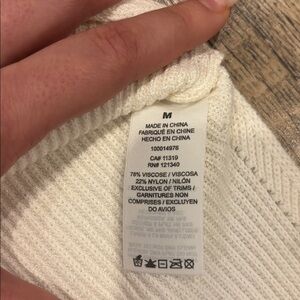 M
MADE IN CHINA
FABRIQUÉ EN CHINE
HECHO EN CHINA
100014976
CA# 11319
RN# 121340
78% VISCOSE / VISCOSA
22% NYLON / NILÓN
EXCLUSIVE OF TRIMS /
GARNITURES NON
COMPRISES / EXCLUYEN
DO AVIOS